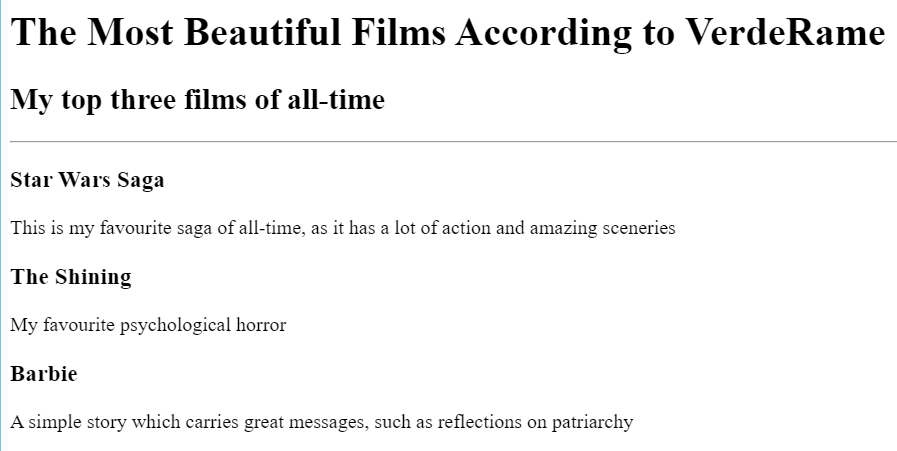 The Most Beautiful Films According to VerdeRame
My top three films of all-time
Star Wars Saga
This is my favourite saga of all-time, as it has a lot of action and amazing sceneries
The Shining
My favourite psychological horror
Barbie
A simple story which carries great messages, such as reflections on patriarchy